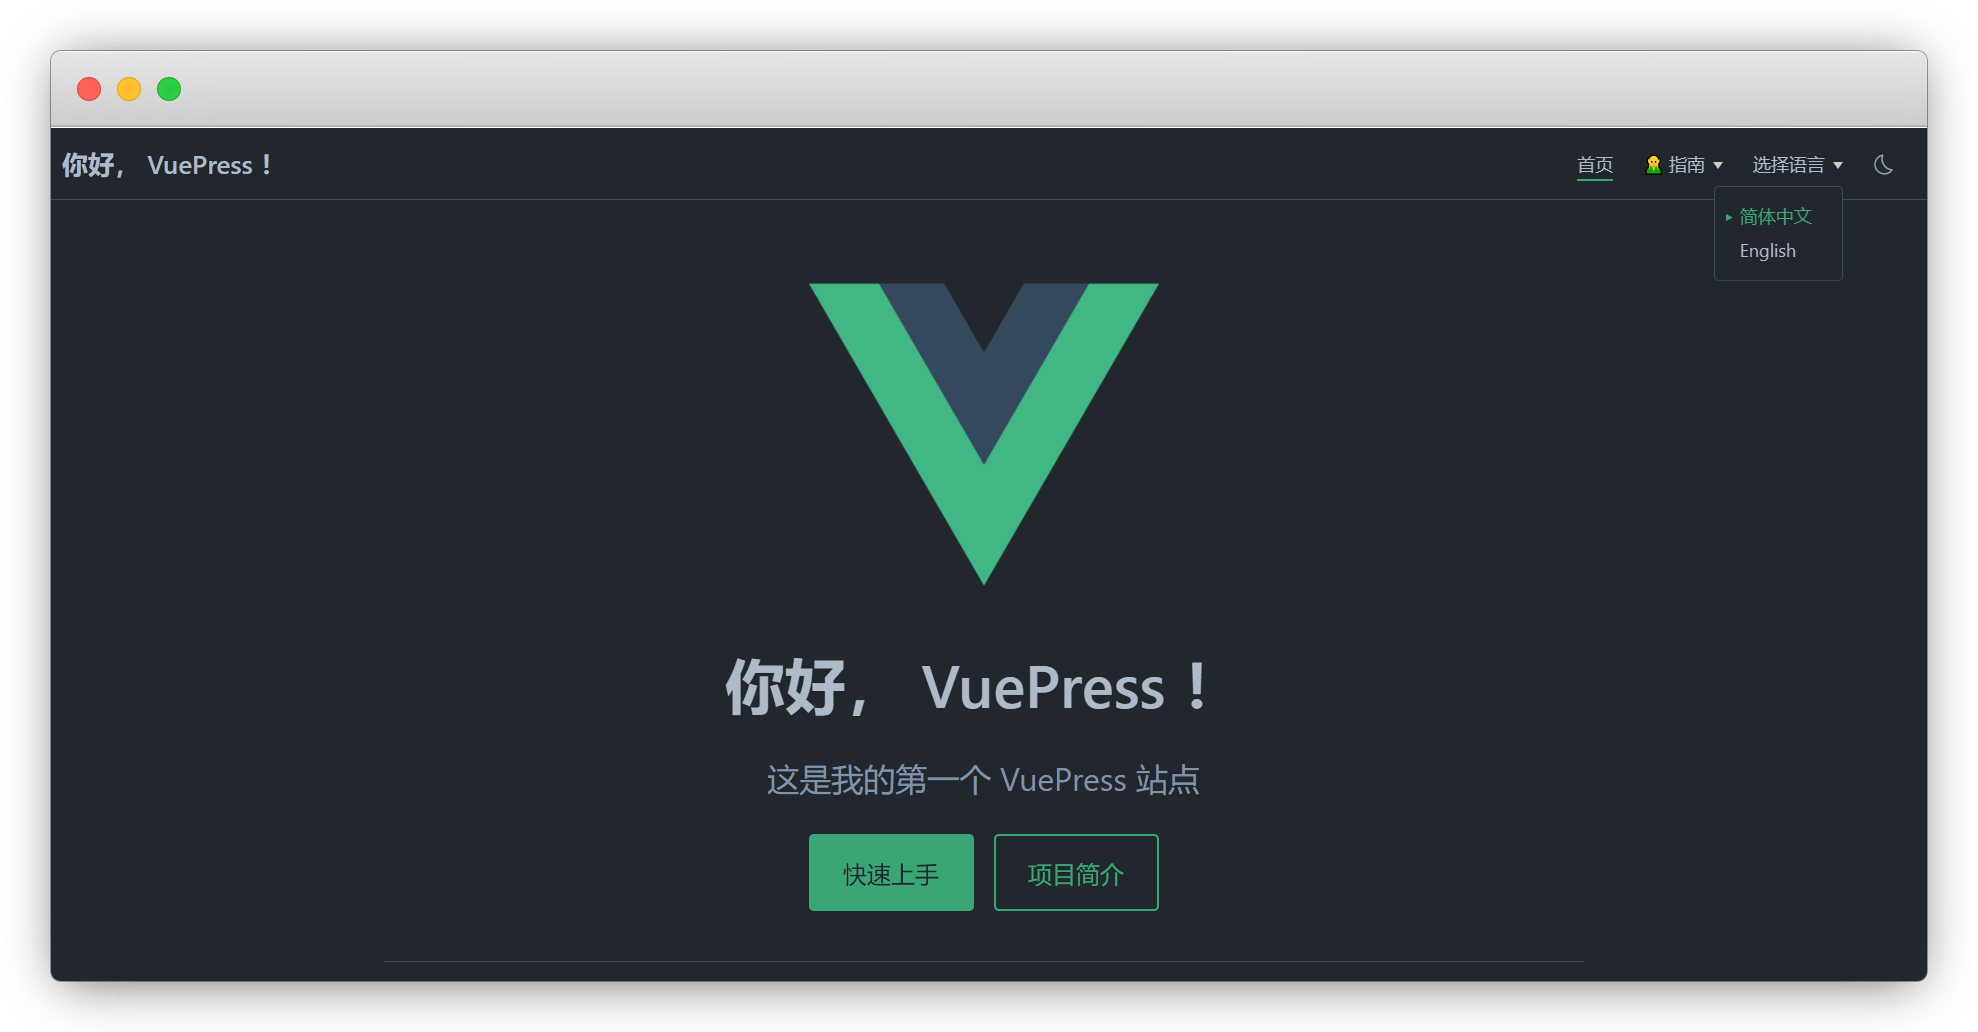 你好， VuePress！
首页
指南
选择语言
简体中文
English
你好， VuePress！
这是我的第一个 VuePress 站点
快速上手
项目简介